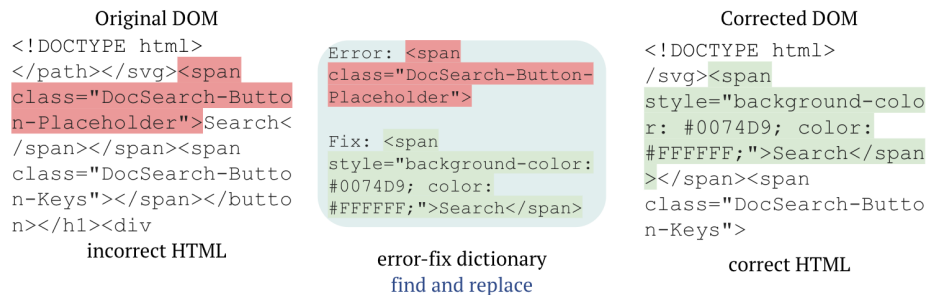 Original DOM
<!DOCTYPE html>
</path></svg><span
class="DocSearch-Butto
n-Placeholder">Search<
/span></span><span
class="DocSearch-Butto
n-Keys"></span></butto
n></h1><div
incorrect HTML
Error: <span
class="DocSearch-Button-
Placeholder">
Fix: <span
style="background-color:
#0074D9; color:
#FFFFFF;">Search</span>
error-fix dictionary
find and replace
Corrected DOM
<!DOCTYPE html>
/svg><span
style="background-colo
r: #0074D9; color:
#FFFFFF;">Search</span
></span><span
class="DocSearch-Butto
n-Keys">
correct HTML